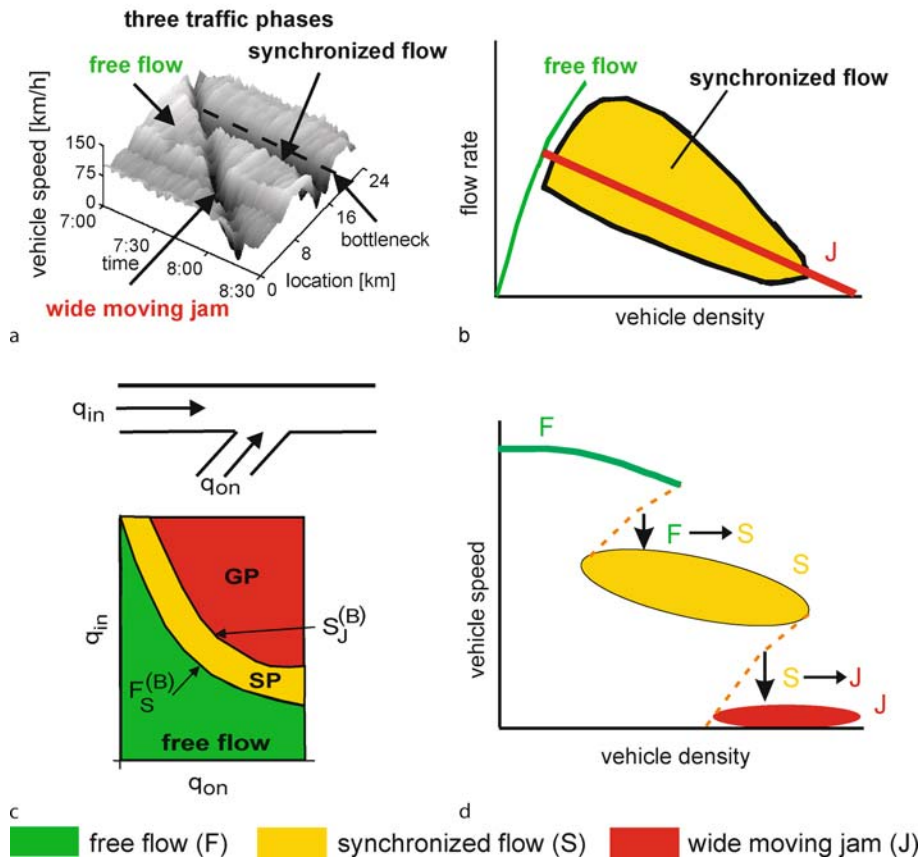 three traffic phases
free flow
synchronized flow
vehicle speed [km/h]
150
75
0
7:00
7:30
8:00
8:30
time
0
8
16
24
location [km]
bottleneck
wide moving jam
a
free flow
synchronized flow
flow rate
J
vehicle density
b
q_in
q_on
GP
S_J^(B)
q_in
SP
F_S^(B)
free flow
q_on
c
F
F → S
S
vehicle speed
S → J
J
vehicle density
d
free flow (F)
synchronized flow (S)
wide moving jam (J)